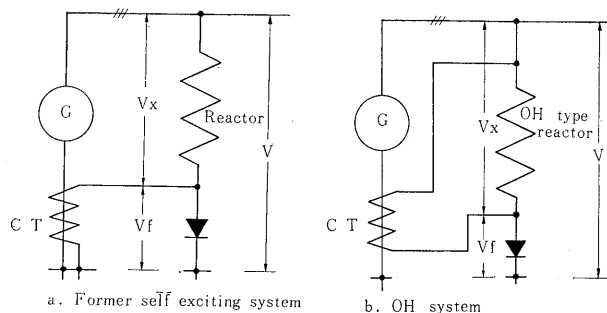 G
Vx
Reactor
V
C T
Vf
a. Former self exciting system
G
Vx
OH type
reactor
V
C T
Vf
b. OH system